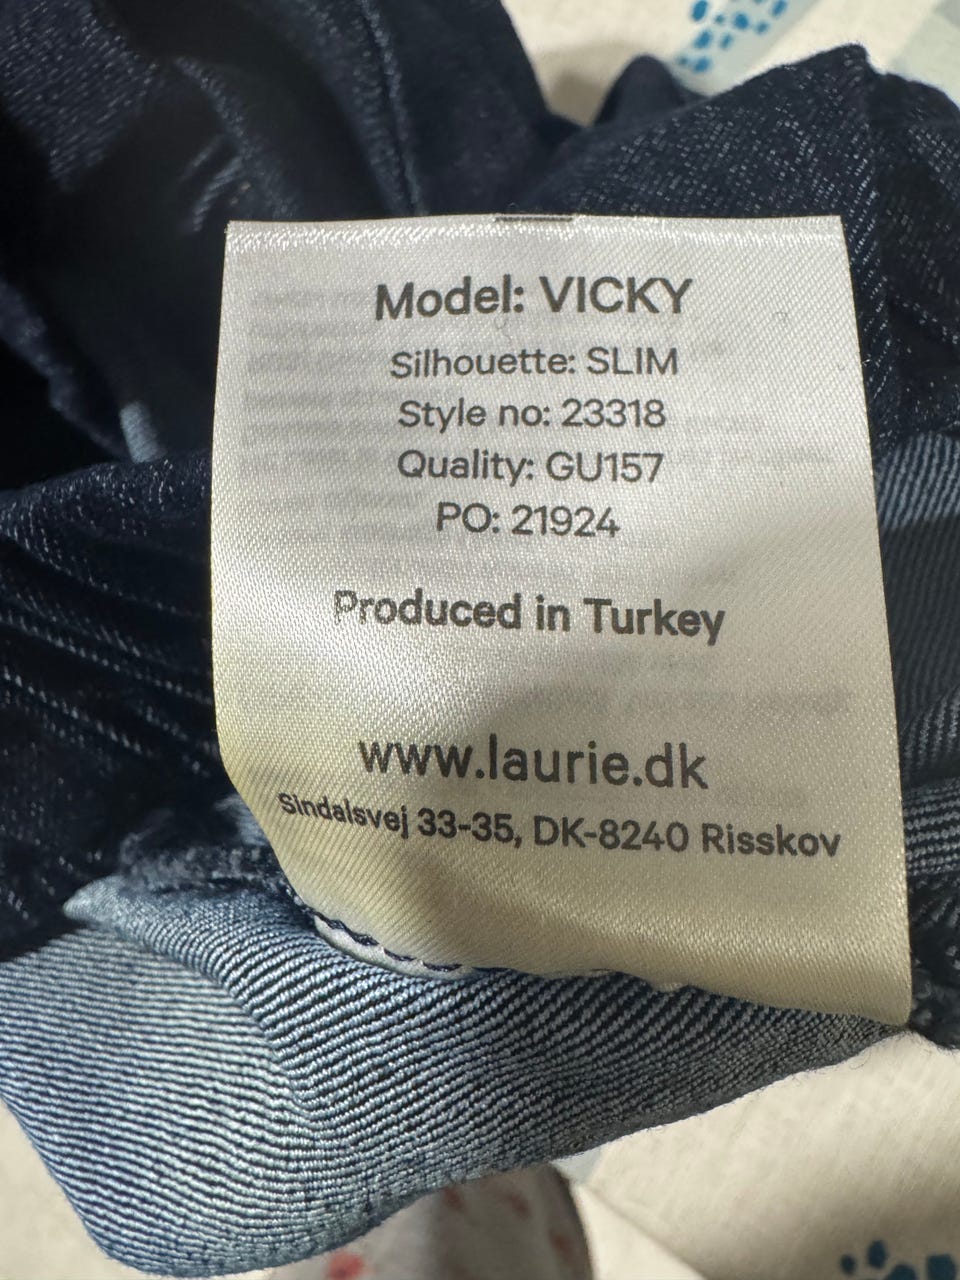 Model: VICKY
Silhouette: SLIM
Style no: 23318
Quality: GU157
PO: 21924
Produced in Turkey
www.laurie.dk
Sindalsvej 33-35, DK-8240 Risskov